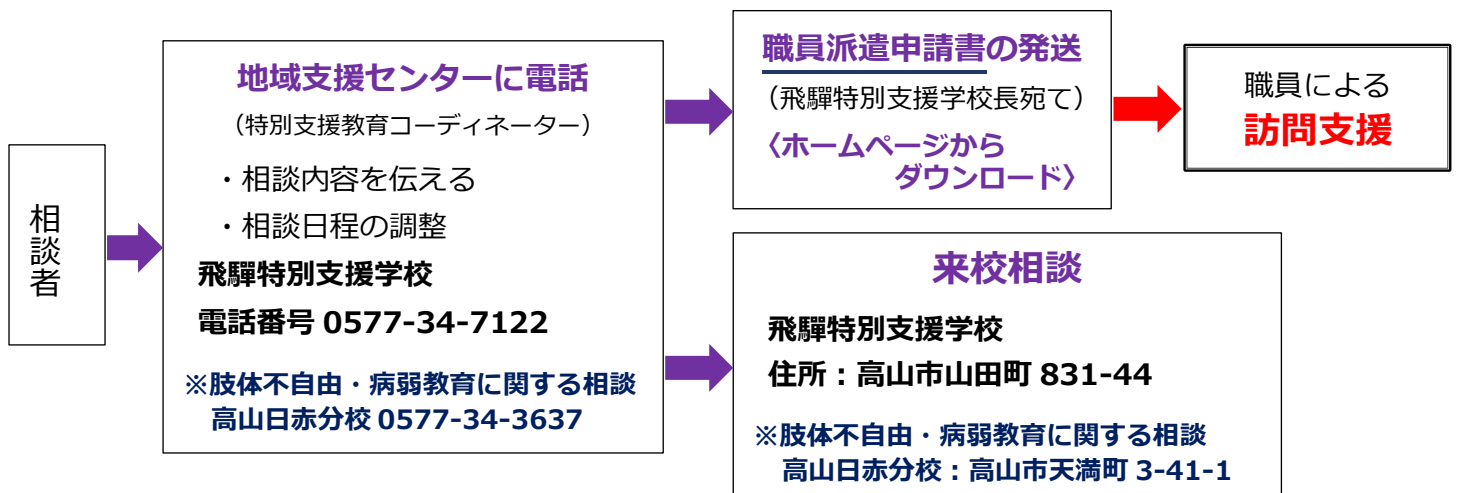 相談者
地域支援センターに電話
（特別支援教育コーディネーター）
・相談内容を伝える
・相談日程の調整
飛驒特別支援学校
電話番号 0577-34-7122
※肢体不自由・病弱教育に関する相談
高山日赤分校 0577-34-3637
職員派遣申請書の発送
（飛驒特別支援学校長宛て）
〈ホームページから
ダウンロード〉
職員による
訪問支援
来校相談
飛驒特別支援学校
住所：高山市山田町 831-44
※肢体不自由・病弱教育に関する相談
高山日赤分校：高山市天満町 3-41-1